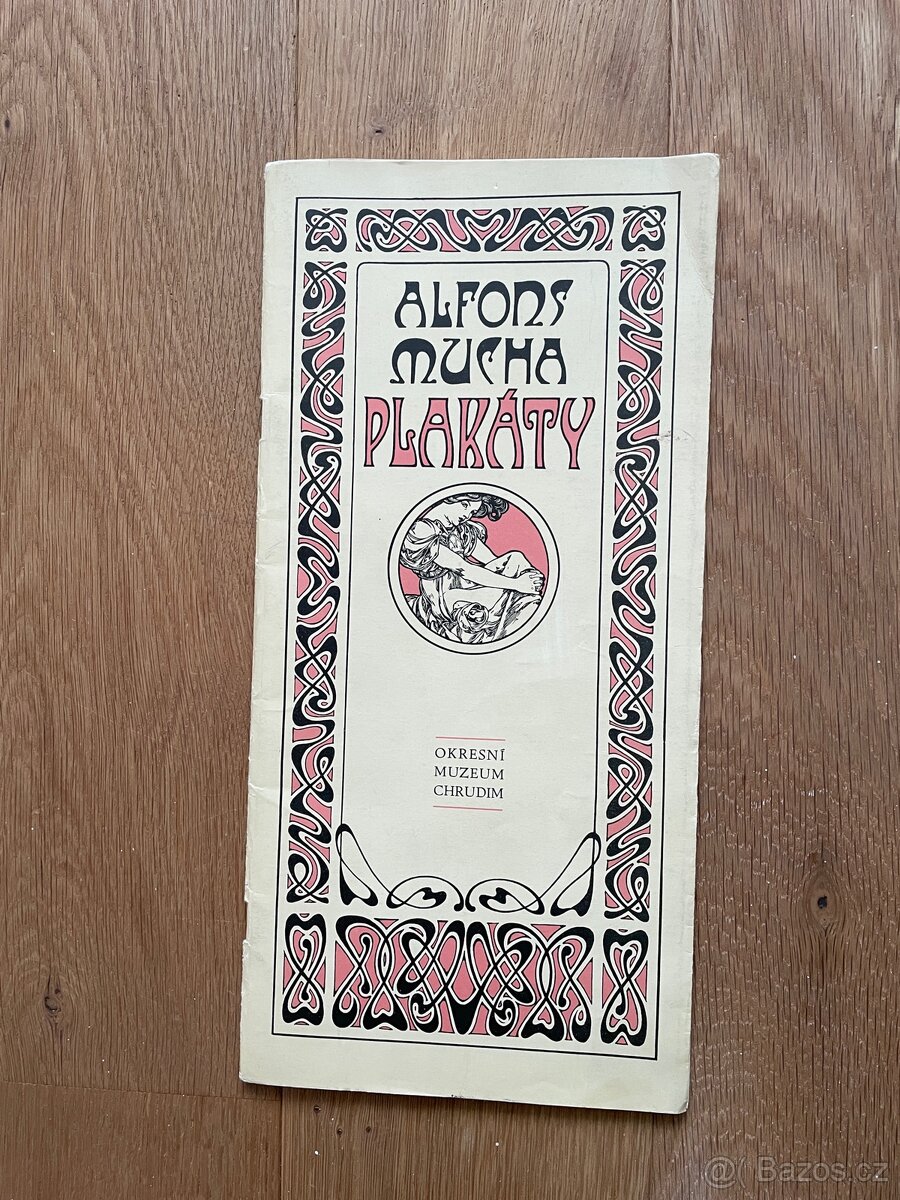 ALFONS
MUCHA
PLAKÁTY
OKRESNÍ
MUZEUM
CHRUDIM
@ Bazos.cz